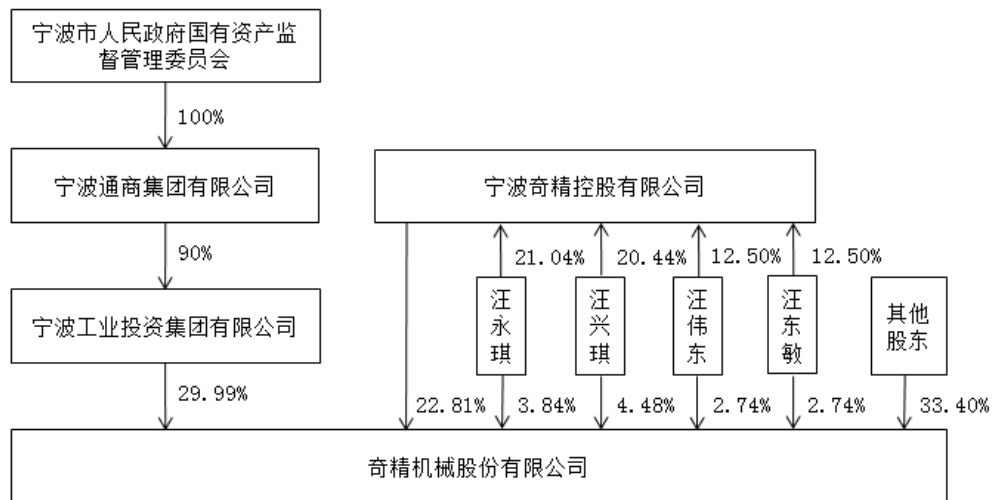 宁波市人民政府国有资产监
督管理委员会
100%
宁波通商集团有限公司
宁波奇精控股有限公司
90%
21.04%
20.44%
12.50%
12.50%
宁波工业投资集团有限公司
汪永琪
汪兴琪
汪伟东
汪东敏
其他
股东
29.99%
22.81%
3.84%
4.48%
2.74%
2.74%
33.40%
奇精机械股份有限公司